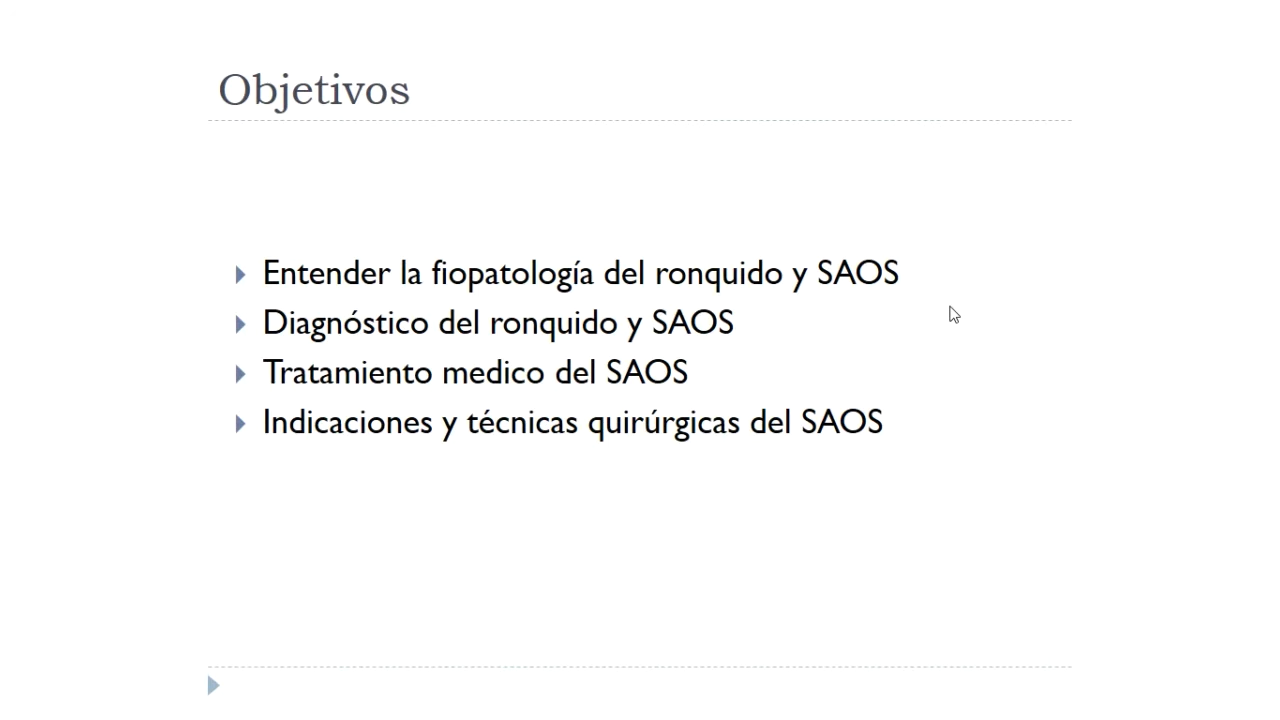 Objetivos
Entender la fiopatología del ronquido y SAOS
Diagnóstico del ronquido y SAOS
Tratamiento medico del SAOS
Indicaciones y técnicas quirúrgicas del SAOS